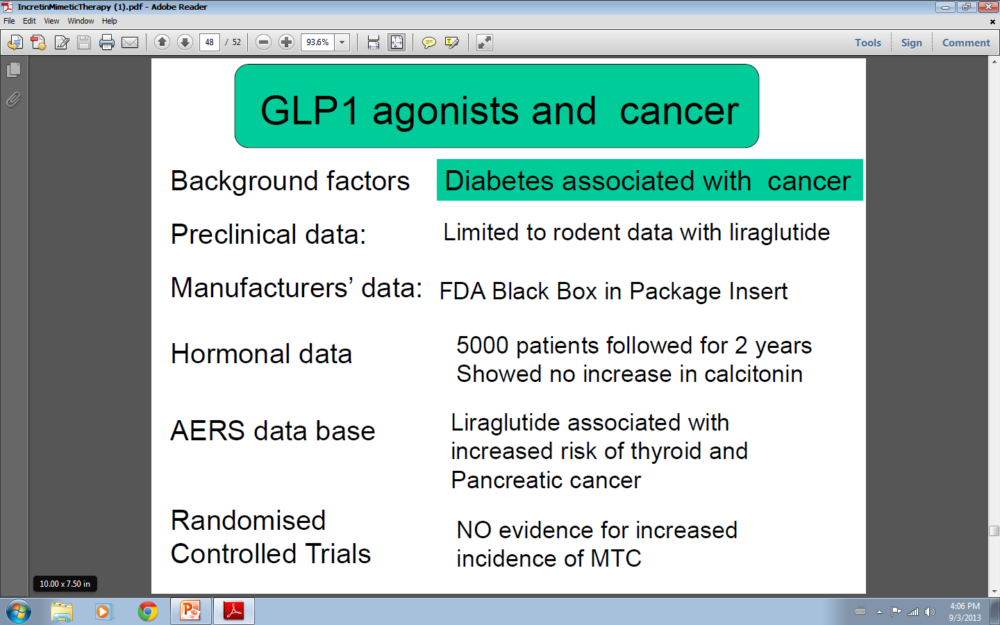 IncretinMimeticTherapy (1).pdf - Adobe Reader
File Edit View Window Help
48 / 52 93.6% Tools Sign Comment
GLP1 agonists and cancer
Background factors Diabetes associated with cancer
Preclinical data: Limited to rodent data with liraglutide
Manufacturers’ data: FDA Black Box in Package Insert
Hormonal data
5000 patients followed for 2 years
Showed no increase in calcitonin
AERS data base
Liraglutide associated with
increased risk of thyroid and
Pancreatic cancer
Randomised
Controlled Trials
NO evidence for increased
incidence of MTC
10.00 x 7.50 in
4:06 PM
9/3/2013